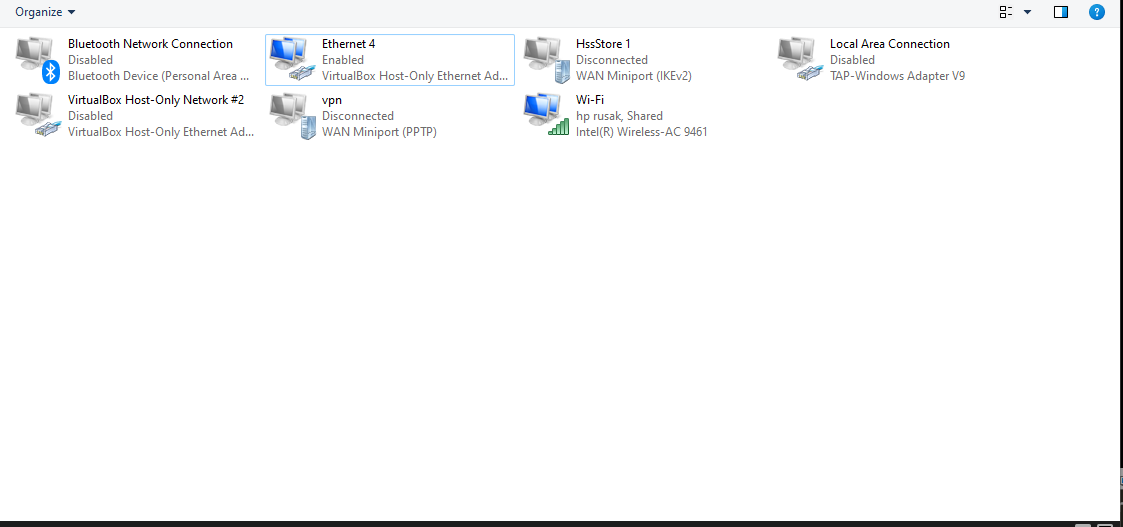 Organize
Bluetooth Network Connection
Disabled
Bluetooth Device (Personal Area ...
Ethernet 4
Enabled
VirtualBox Host-Only Ethernet Ad...
HssStore 1
Disconnected
WAN Miniport (IKEv2)
Local Area Connection
Disabled
TAP-Windows Adapter V9
VirtualBox Host-Only Network #2
Disabled
VirtualBox Host-Only Ethernet Ad...
vpn
Disconnected
WAN Miniport (PPTP)
Wi-Fi
hp rusak, Shared
Intel(R) Wireless-AC 9461